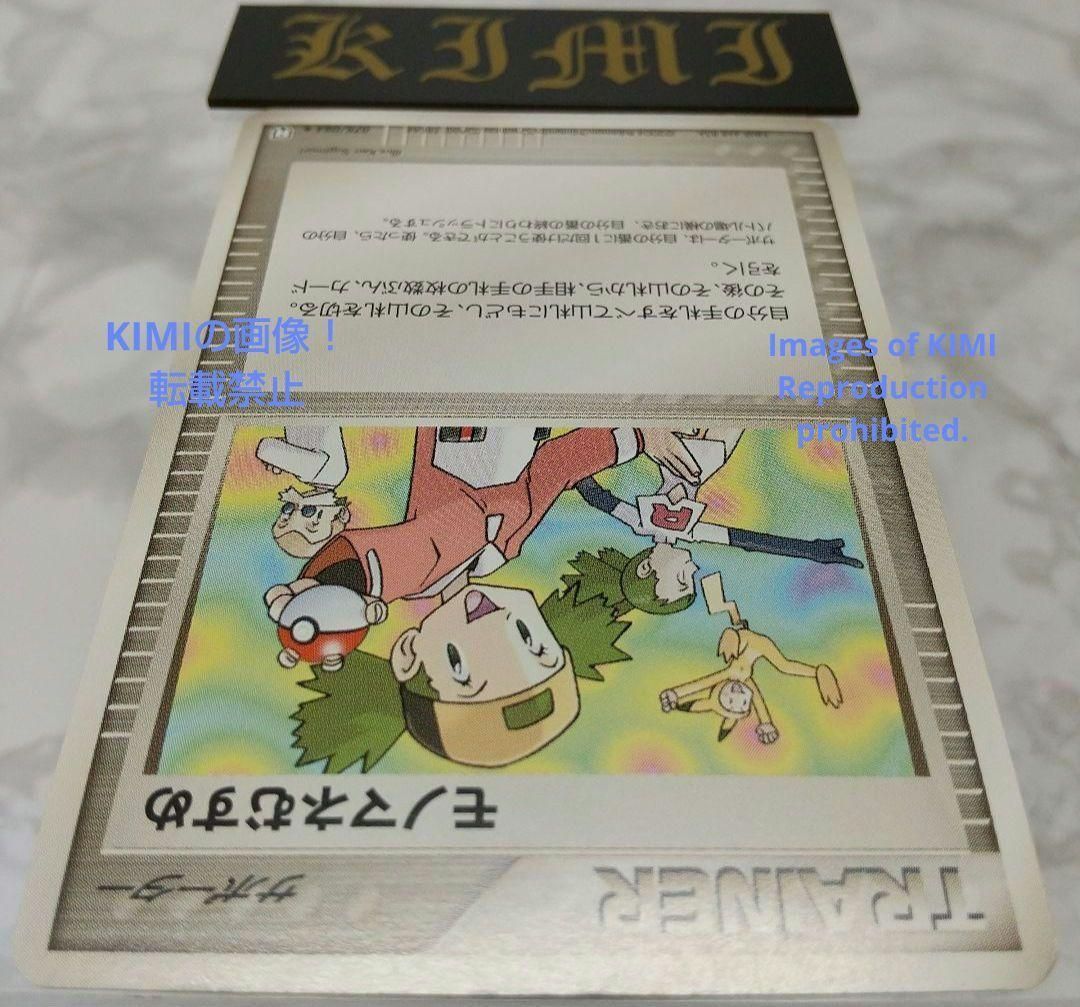 KIMI
KIMIの画像！
転載禁止
Images of KIMI
Reproduction
prohibited.
TRAINER
サポーター
モノマネむすめ
自分の手札をすべて山札にもどし、その山札を切る。
その後、その山札から、相手の手札の枚数ぶん、カード
を引く。
サポーターは、自分の番に1回だけ使うことができる。使ったら、自分の
バトル場の横におき、自分の番の終わりにトラッシュする。
Illus. Ken Sugimori